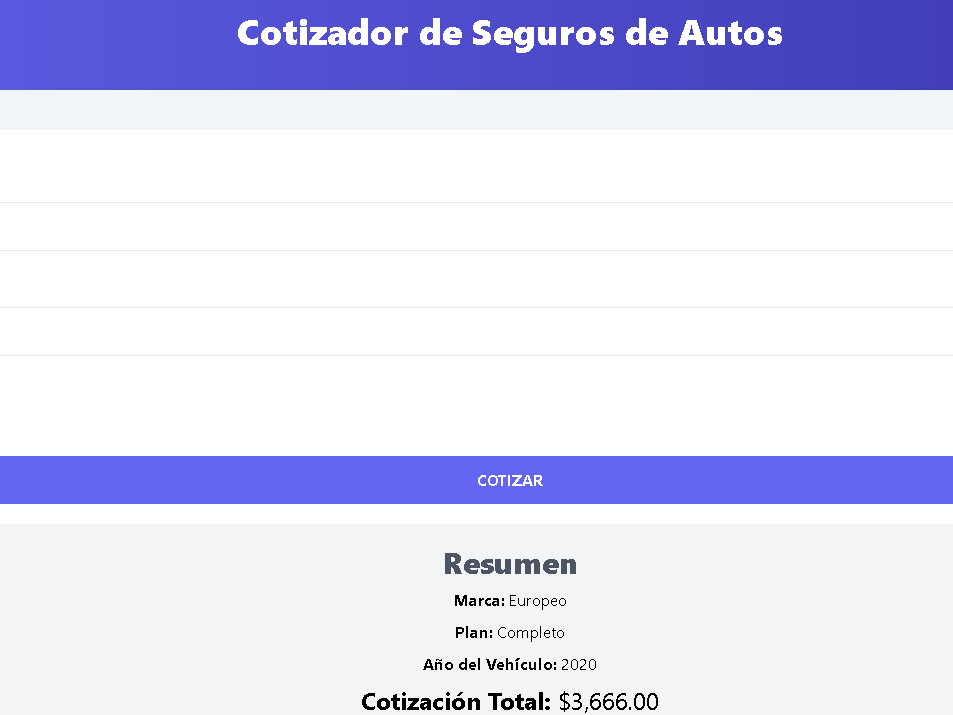 Cotizador de Seguros de Autos
COTIZAR
Resumen
Marca: Europeo
Plan: Completo
Año del Vehículo: 2020
Cotización Total: $3,666.00